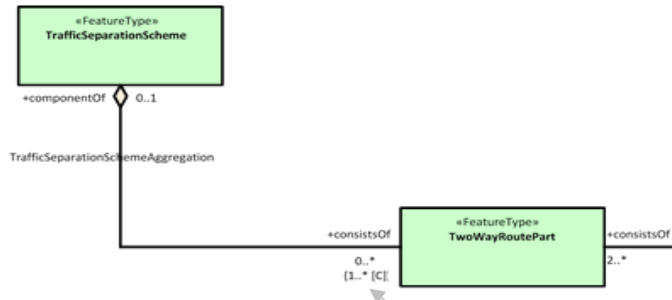 «FeatureType»
TrafficSeparationScheme
+componentOf
0..1
TrafficSeparationSchemeAggregation
«FeatureType»
TwoWayRoutePart
+consistsOf
+consistsOf
0..*
2..*
(1..* [C]